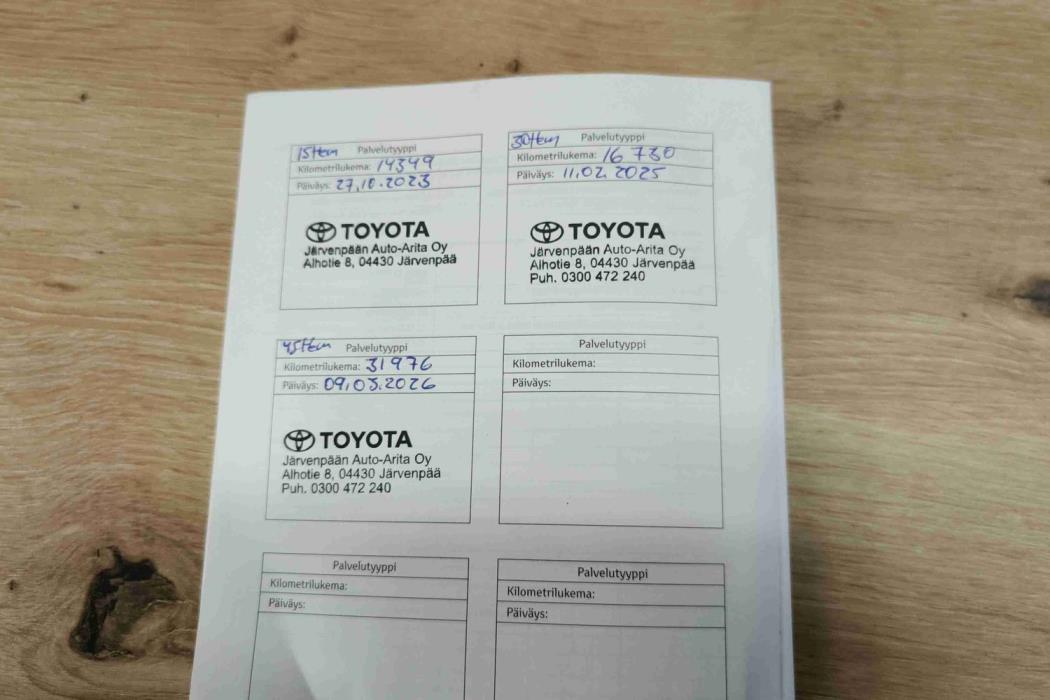 15tkm Palvelutyyppi
Kilometrilukema: 14349
Päiväys: 27.10.2023
TOYOTA
Järvenpään Auto-Arita Oy
Alhotie 8, 04430 Järvenpää
30tkm Palvelutyyppi
Kilometrilukema: 16 730
Päiväys: 11.02.2025
TOYOTA
Järvenpään Auto-Arita Oy
Alhotie 8, 04430 Järvenpää
Puh. 0300 472 240
45tkm Palvelutyyppi
Kilometrilukema: 31976
Päiväys: 09.03.2026
TOYOTA
Järvenpään Auto-Arita Oy
Alhotie 8, 04430 Järvenpää
Puh. 0300 472 240
Palvelutyyppi
Kilometrilukema:
Päiväys:
Palvelutyyppi
Kilometrilukema:
Päiväys:
Palvelutyyppi
Kilometrilukema:
Päiväys: